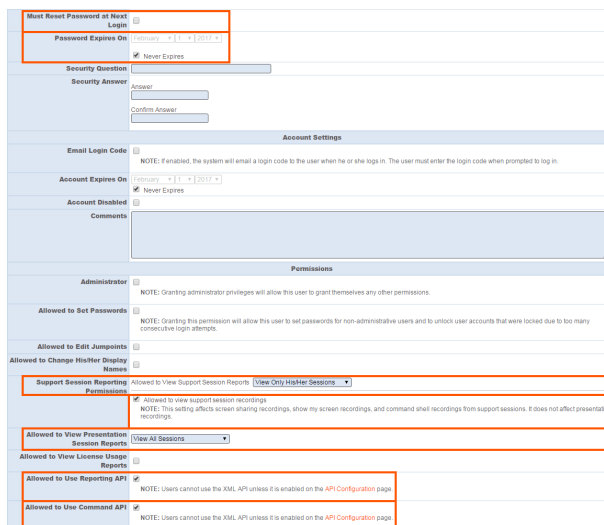 Must Reset Password at Next
Login
Password Expires On
February 1 2017
Never Expires
Security Question
Security Answer
Answer
Confirm Answer
Account Settings
Email Login Code
NOTE: If enabled, the system will email a login code to the user when he or she logs in. The user must enter the login code when prompted to log in.
Account Expires On
February 1 2017
Never Expires
Account Disabled
Comments
Permissions
Administrator
NOTE: Granting administrator privileges will allow this user to grant themselves any other permissions.
Allowed to Set Passwords
NOTE: Granting this permission will allow this user to set passwords for non-administrative users and to unlock user accounts that were locked due to too many
consecutive login attempts.
Allowed to Edit Jumpoints
Allowed to Change His/Her Display
Names
Support Session Reporting
Permissions
Allowed to View Support Session Reports View Only His/Her Sessions
Allowed to view support session recordings
NOTE: This setting affects screen sharing recordings, show my screen recordings, and command shell recordings from support sessions. It does not affect presentati
recordings.
Allowed to View Presentation
Session Reports
View All Sessions
Allowed to View License Usage
Reports
Allowed to Use Reporting API
NOTE: Users cannot use the XML API unless it is enabled on the API Configuration page.
Allowed to Use Command API
NOTE: Users cannot use the XML API unless it is enabled on the API Configuration page.